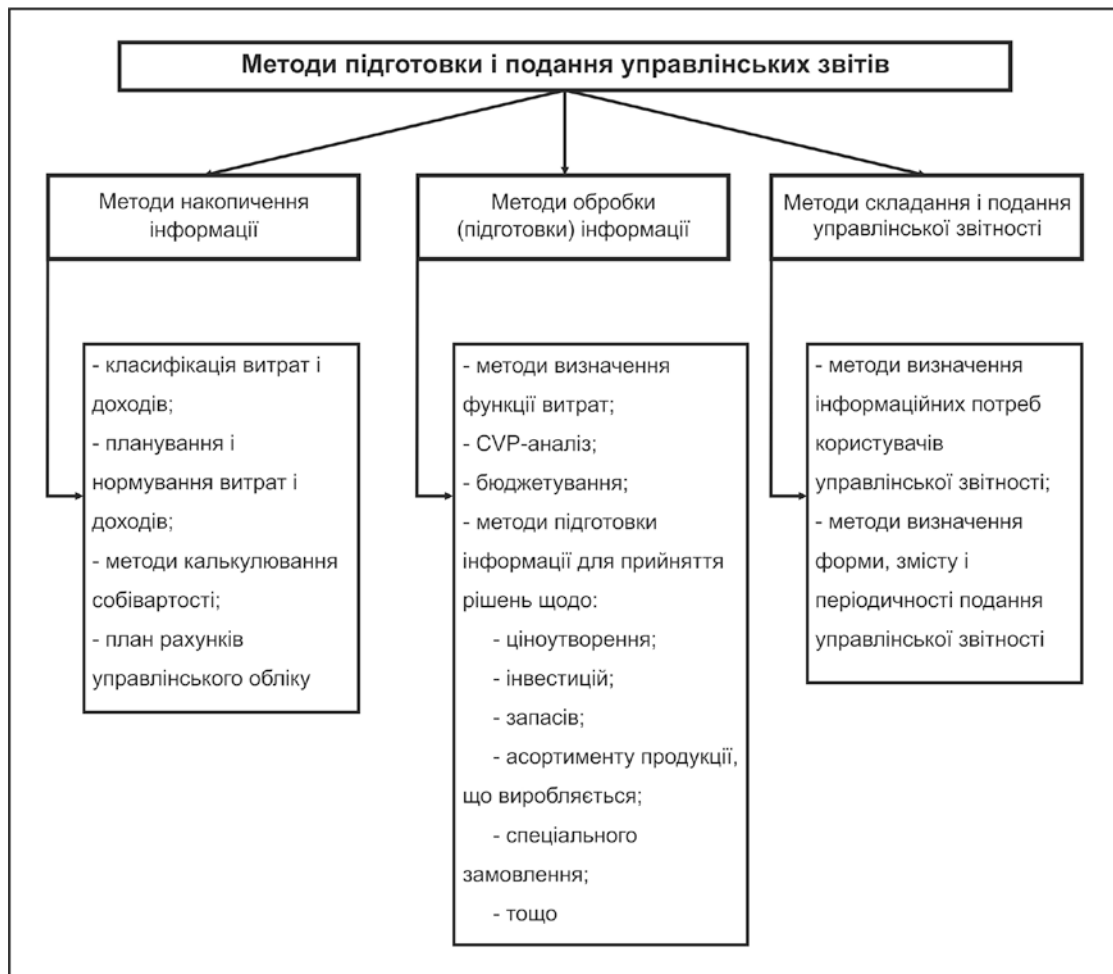 Методи підготовки і подання управлінських звітів
Методи накопичення
інформації
Методи обробки
(підготовки) інформації
Методи складання і подання
управлінської звітності
- класифікація витрат і
доходів;
- планування і
нормування витрат і
доходів;
- методи калькулювання
собівартості;
- план рахунків
управлінського обліку
- методи визначення
функції витрат;
- CVP-аналіз;
- бюджетування;
- методи підготовки
інформації для прийняття
рішень щодо:
- ціноутворення;
- інвестицій;
- запасів;
- асортименту продукції,
що виробляється;
- спеціального
замовлення;
- тощо
- методи визначення
інформаційних потреб
користувачів
управлінської звітності;
- методи визначення
форми, змісту і
періодичності подання
управлінської звітності